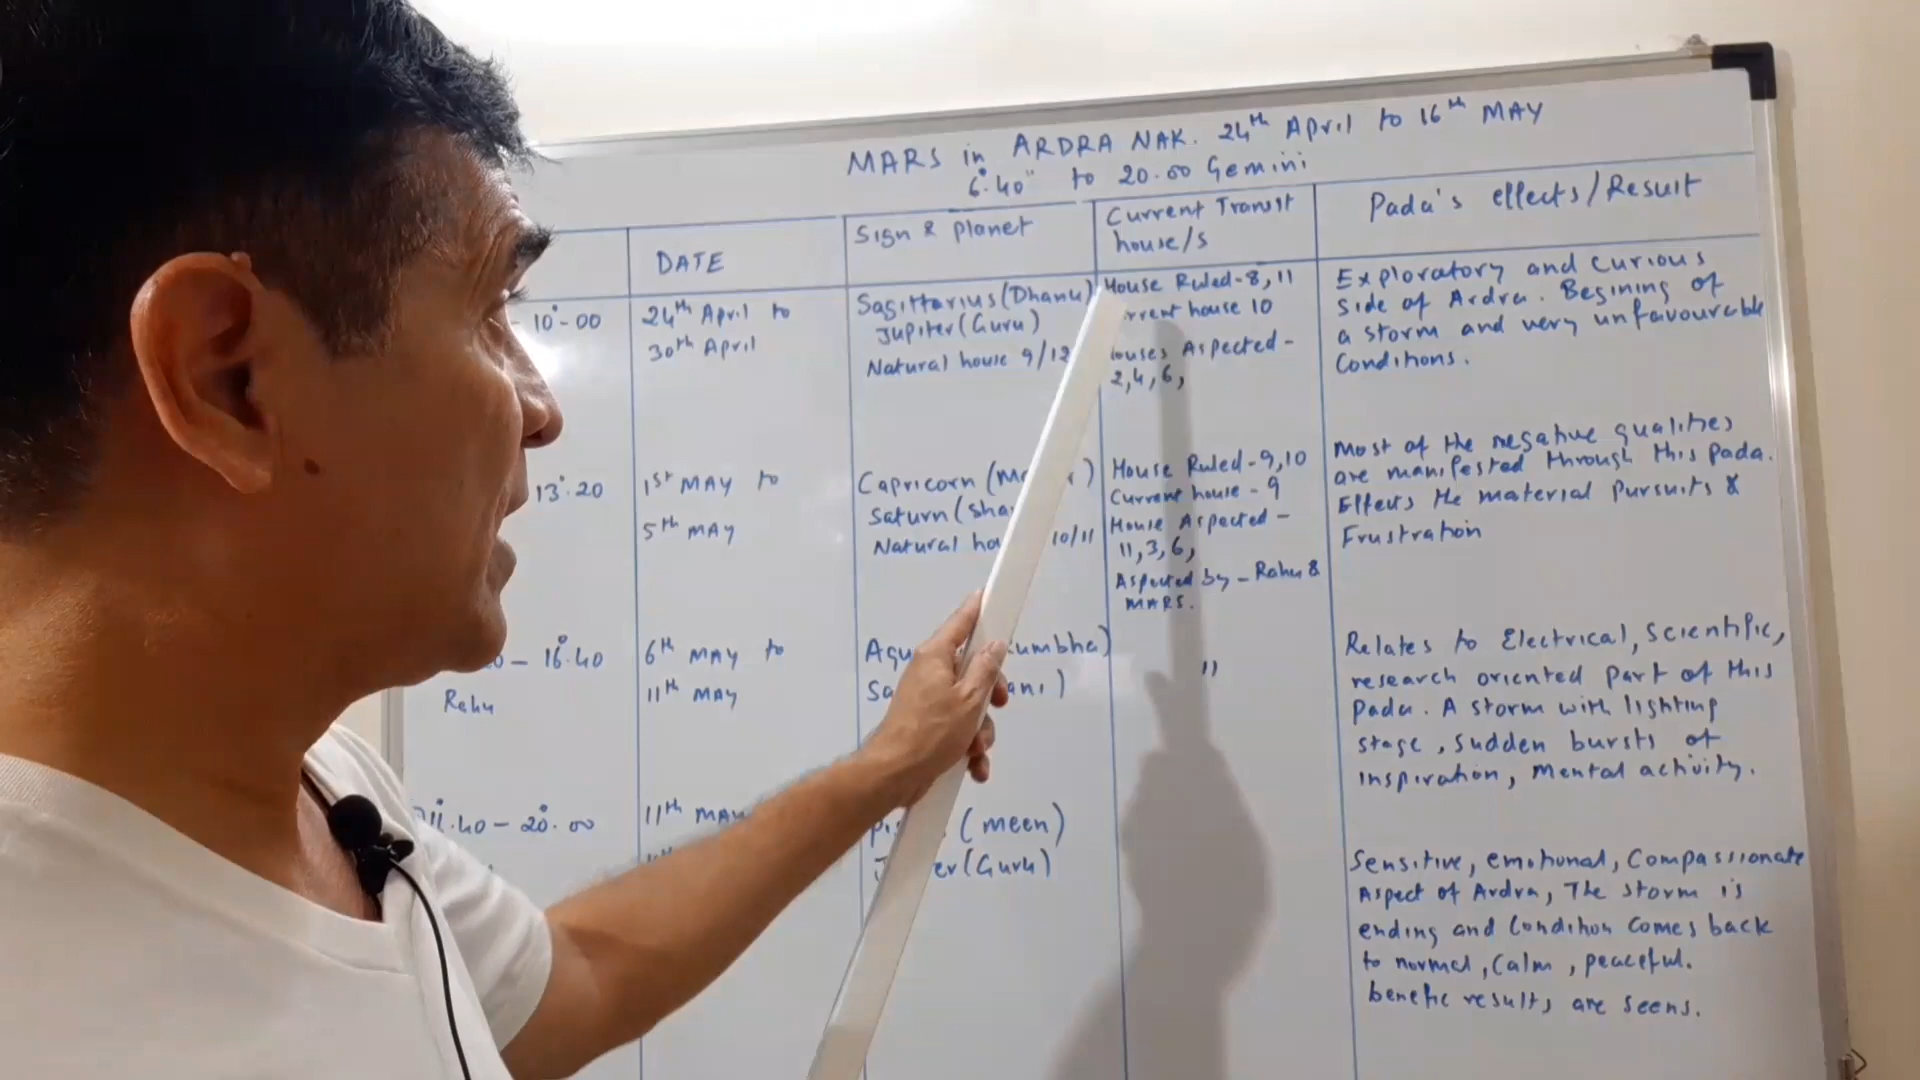 MARS in ARDRA NAK. 24th April to 16th MAY
6°.40" to 20.00 Gemini
DATE
Sign & planet
Current Transit
house/s
Pada's effects/Result
- 10°-00
24th April to
30th April
Sagittarius (Dhanu)
Jupiter (Guru)
Natural house 9/12
House Ruled-8,11
house 10
Aspected -
2,4,6,
Exploratory and curious
side of Ardra. Begining of
a storm and very unfavourable
Conditions.
13°.20
1st MAY to
5th MAY
Capricorn
Saturn
Natural 10/11
House Ruled-9,10
Current house - 9
House Aspected -
11,3,6,
Aspected by - Rahu &
MARS.
Most of the negative qualities
are manifested through this pada.
Effects the material pursuits &
Frustration
- 16°.40
Rahu
6th MAY to
11th MAY
"
Relates to Electrical, Scientific,
research oriented part of this
pada. A storm with lighting
stage, sudden bursts of
inspiration, mental activity.
.40 - 20°.00
11th MAY
(meen)
(Guru)
Sensitive, emotional, Compassionate
Aspect of Ardra, The storm is
ending and Condition comes back
to normal, Calm, peaceful.
benefic results are seens.